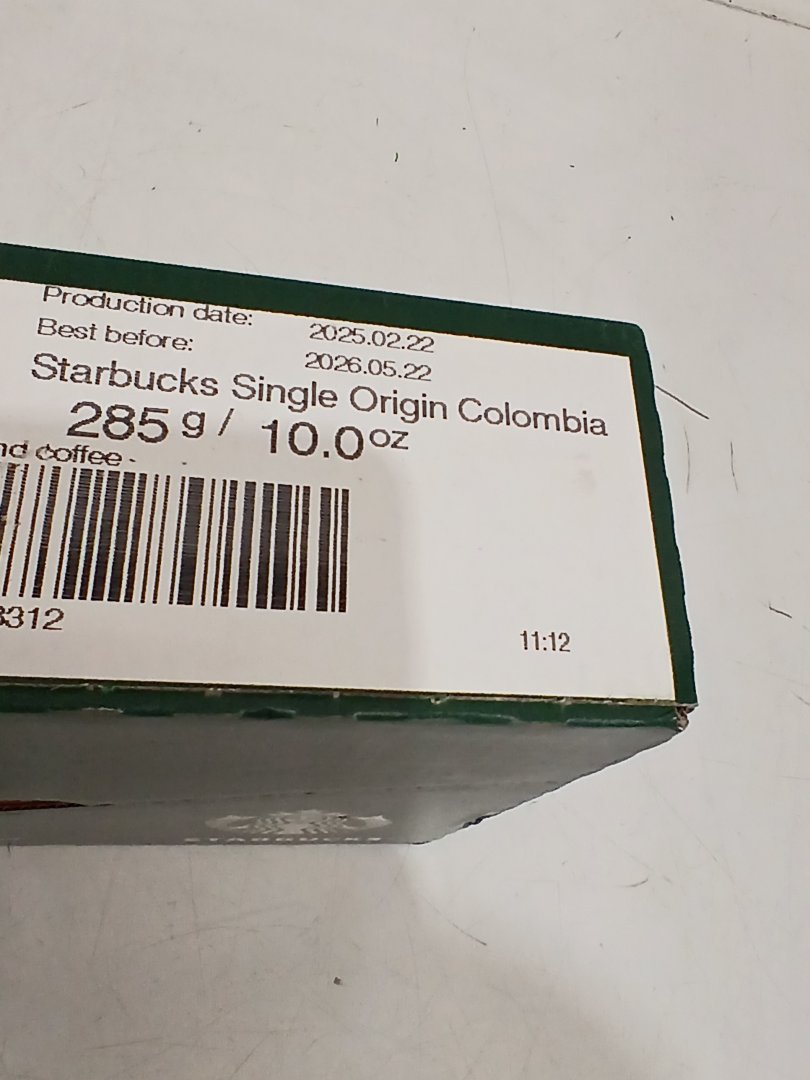 Production date: 2025.02.22
Best before: 2026.05.22
Starbucks Single Origin Colombia
285 g / 10.0 oz
nd coffee -
3312
11:12
STARBUCKS